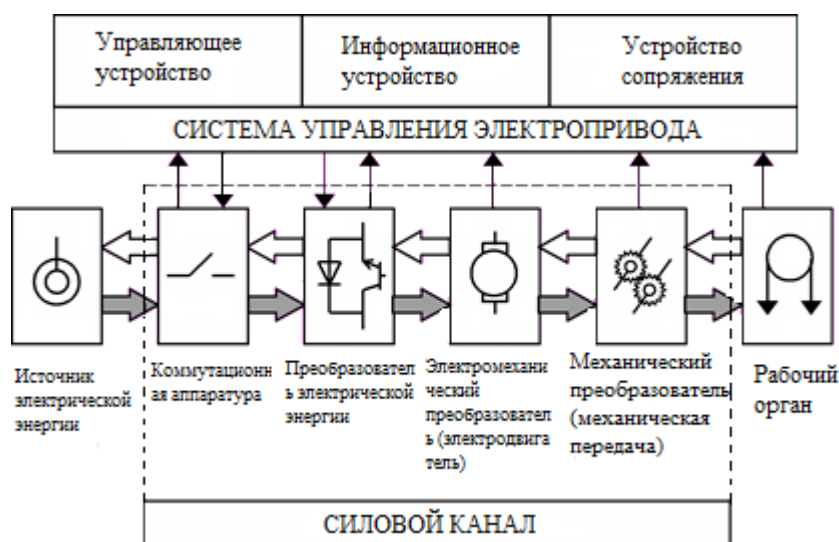 Управляющее
устройство
Информационное
устройство
Устройство
сопряжения
СИСТЕМА УПРАВЛЕНИЯ ЭЛЕКТРОПРИВОДА
Источник
электрической
энергии
Коммутационн
ая аппаратура
Преобразовател
ь электрической
энергии
Электромехани
ческий
преобразовател
ь (электродвига
тель)
Механический
преобразователь
(механическая
передача)
Рабочий
орган
СИЛОВОЙ КАНАЛ